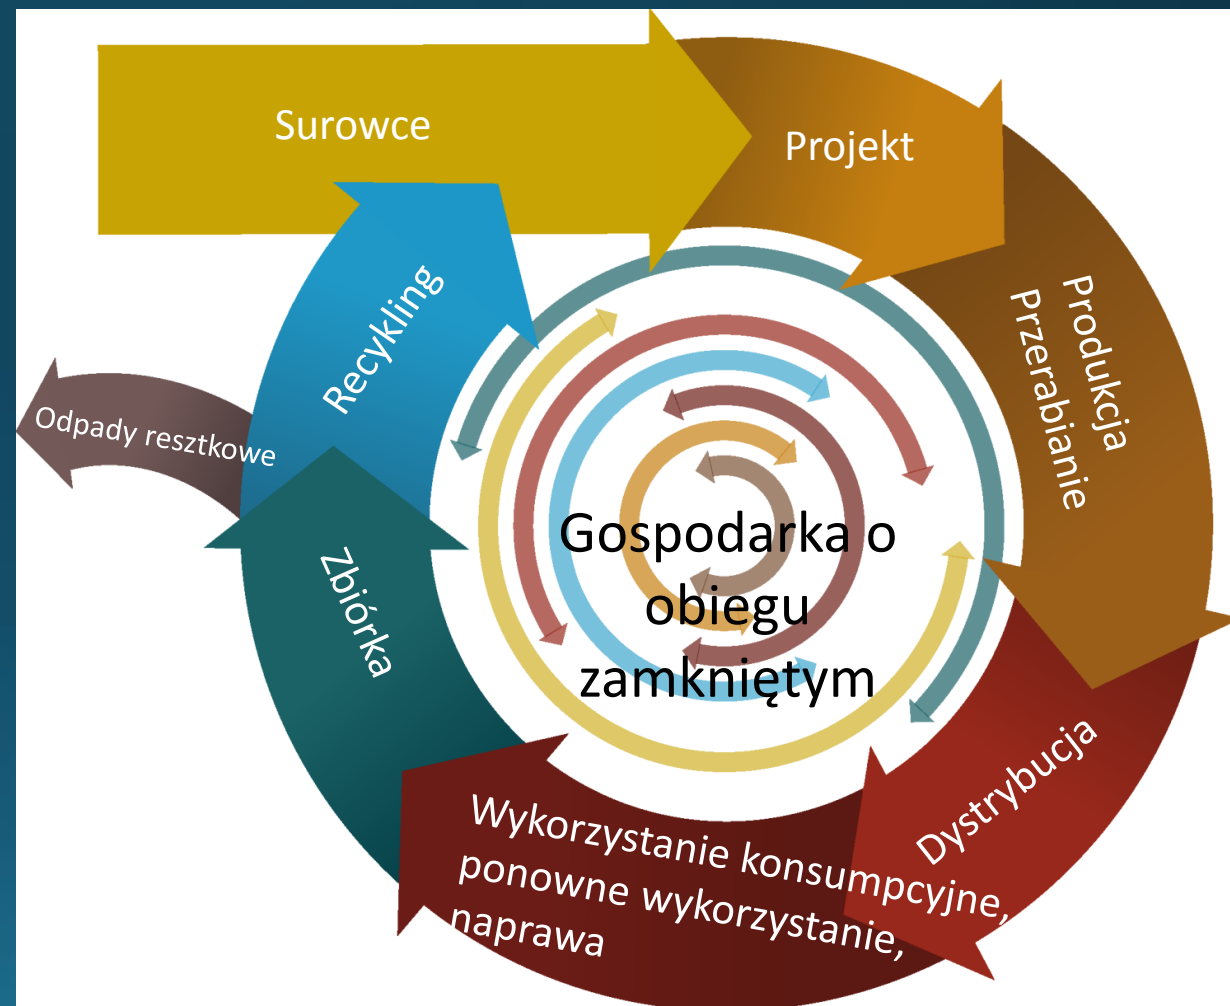 Surowce
Projekt
Produkcja
Przerabianie
Dystrybucja
Wykorzystanie konsumpcyjne,
ponowne wykorzystanie,
naprawa
Zbiórka
Recykling
Odpady resztkowe
Gospodarka o
obiegu
zamkniętym